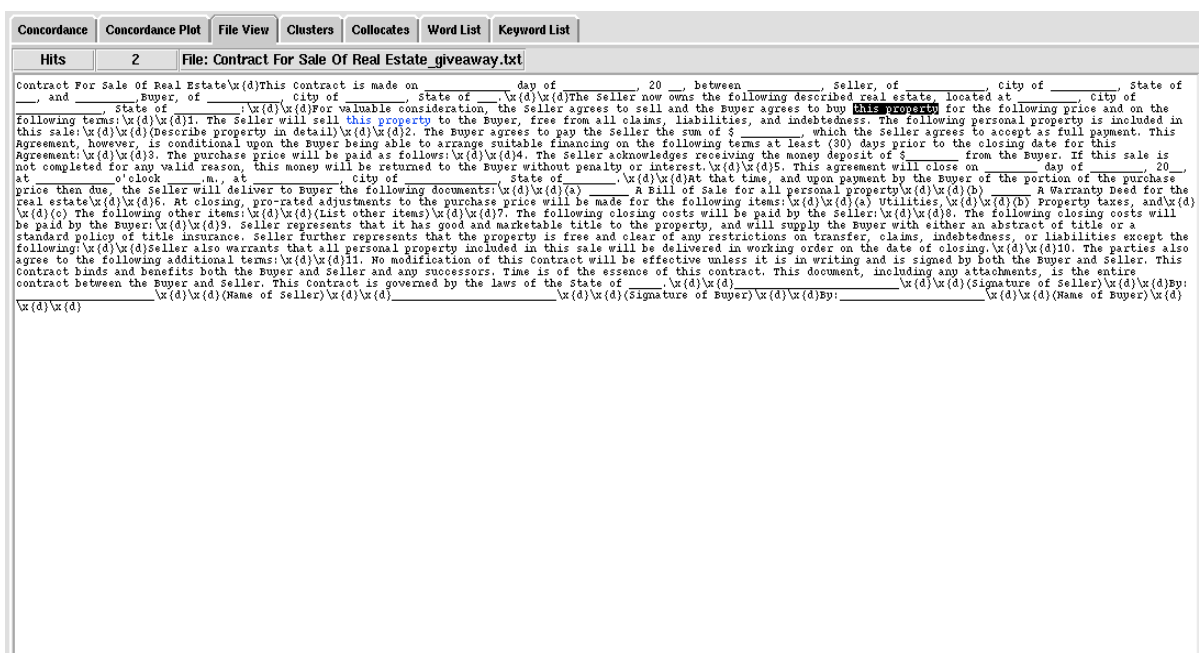 Concordance Concordance Plot File View Clusters Collocates Word List Keyword List
Hits 2 File: Contract For Sale Of Real Estate_giveaway.txt
Contract For Sale Of Real Estate\x{d}This Contract is made on __________ day of _________, 20 __, between _________, Seller, of _________, City of ________, State of
___, and ________,Buyer, of _________, City of ________, State of ___.\x{d}\x{d}The Seller now owns the following described real estate, located at ________, City of
__________, State of ________:\x{d}\x{d}For valuable consideration, the Seller agrees to sell and the Buyer agrees to buy this property for the following price and on the
following terms:\x{d}\x{d}1. The Seller will sell this property to the Buyer, free from all claims, liabilities, and indebtedness. The following personal property is included in
this sale:\x{d}\x{d}(Describe property in detail)\x{d}\x{d}2. The Buyer agrees to pay the Seller the sum of $ ________, which the Seller agrees to accept as full payment. This
Agreement, however, is conditional upon the Buyer being able to arrange suitable financing on the following terms at least (30) days prior to the closing date for this
Agreement:\x{d}\x{d}3. The purchase price will be paid as follows:\x{d}\x{d}4. The Seller acknowledges receiving the money deposit of $_______ from the Buyer. If this sale is
not completed for any valid reason, this money will be returned to the Buyer without penalty or interest.\x{d}\x{d}5. This agreement will close on _______ day of ________, 20__,
at __________ o'clock _____.m., at __________, City of ____________, State of_______.\x{d}\x{d}At that time, and upon payment by the Buyer of the portion of the purchase
price then due, the Seller will deliver to Buyer the following documents:\x{d}\x{d}(a) _____ A Bill of Sale for all personal property\x{d}\x{d}(b) _____ A Warranty Deed for the
real estate\x{d}\x{d}6. At closing, pro-rated adjustments to the purchase price will be made for the following items:\x{d}\x{d}(a) Utilities,\x{d}\x{d}(b) Property taxes, and\x{d}
\x{d}(c) The following other items:\x{d}\x{d}(List other items)\x{d}\x{d}7. The following closing costs will be paid by the Seller:\x{d}\x{d}8. The following closing costs will
be paid by the Buyer:\x{d}\x{d}9. Seller represents that it has good and marketable title to the property, and will supply the Buyer with either an abstract of title or a
standard policy of title insurance. Seller further represents that the property is free and clear of any restrictions on transfer, claims, indebtedness, or liabilities except the
following:\x{d}\x{d}Seller also warrants that all personal property included in this sale will be delivered in working order on the date of closing.\x{d}\x{d}10. The parties also
agree to the following additional terms:\x{d}\x{d}11. No modification of this Contract will be effective unless it is in writing and is signed by both the Buyer and Seller. This
Contract binds and benefits both the Buyer and Seller and any successors. Time is of the essence of this contract. This document, including any attachments, is the entire
contract between the Buyer and Seller. This Contract is governed by the laws of the State of _____.\x{d}\x{d}____________________\x{d}\x{d}(Signature of Seller)\x{d}\x{d}By:
_________________\x{d}\x{d}(Name of Seller)\x{d}\x{d}____________________\x{d}\x{d}(Signature of Buyer)\x{d}\x{d}By:__________________\x{d}\x{d}(Name of Buyer)\x{d}
\x{d}\x{d}